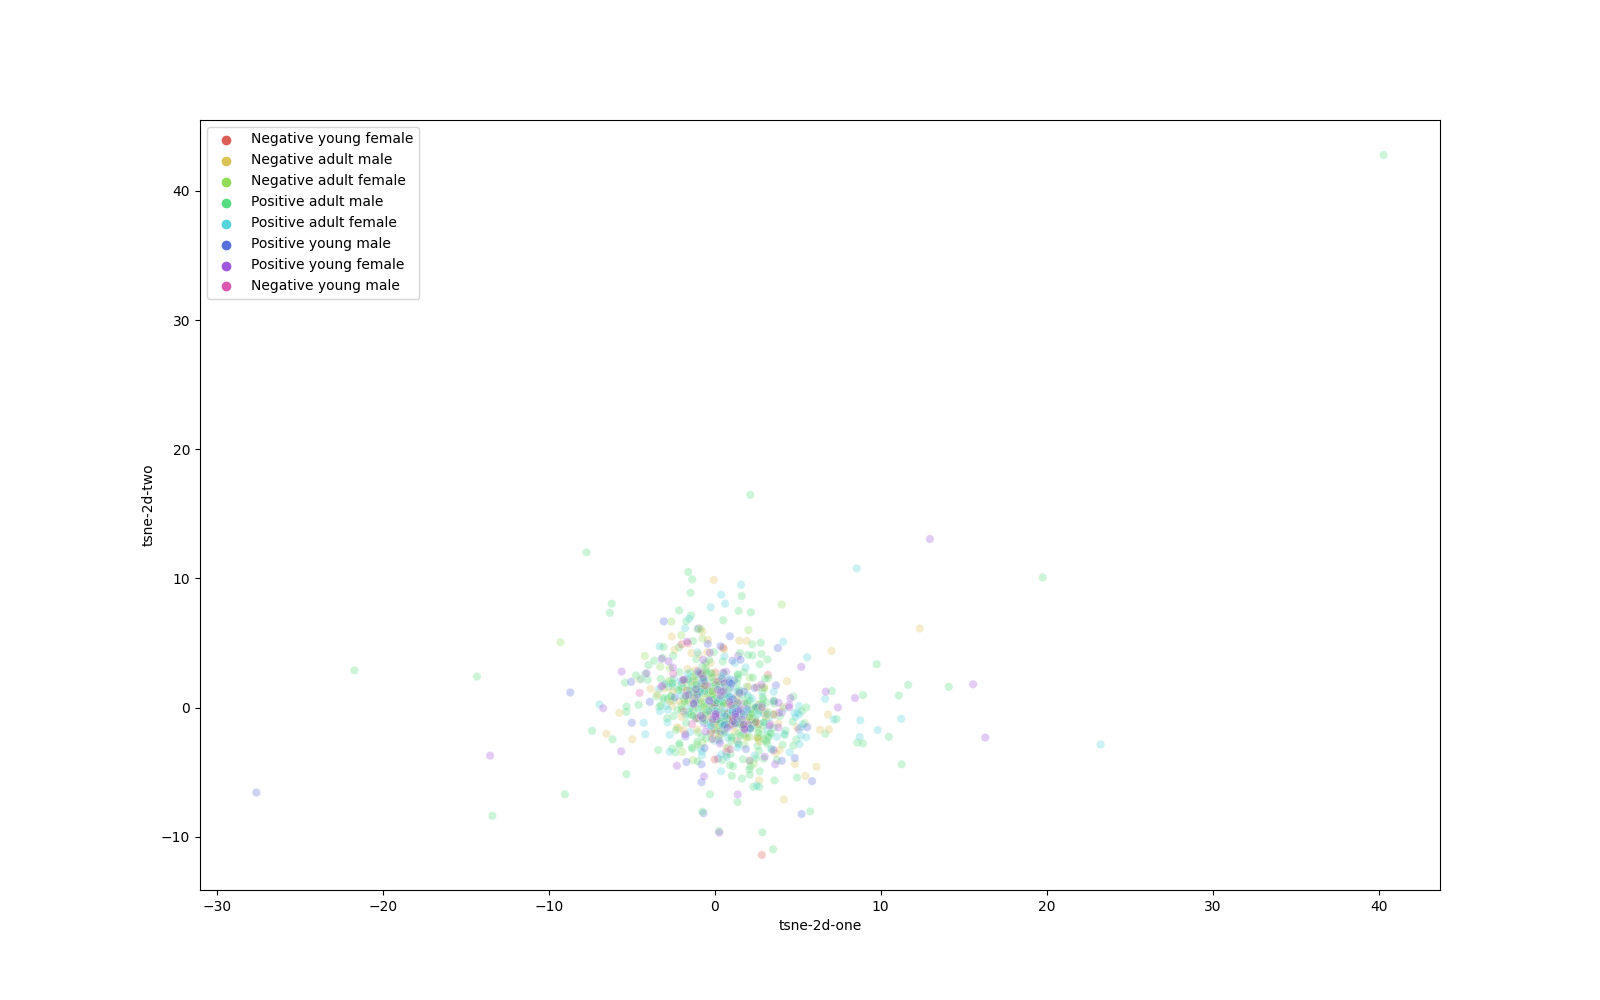 Negative young female
Negative adult male
Negative adult female
Positive adult male
Positive adult female
Positive young male
Positive young female
Negative young male
40
30
20
10
0
−10
tsne-2d-two
−30
−20
−10
0
10
20
30
40
tsne-2d-one